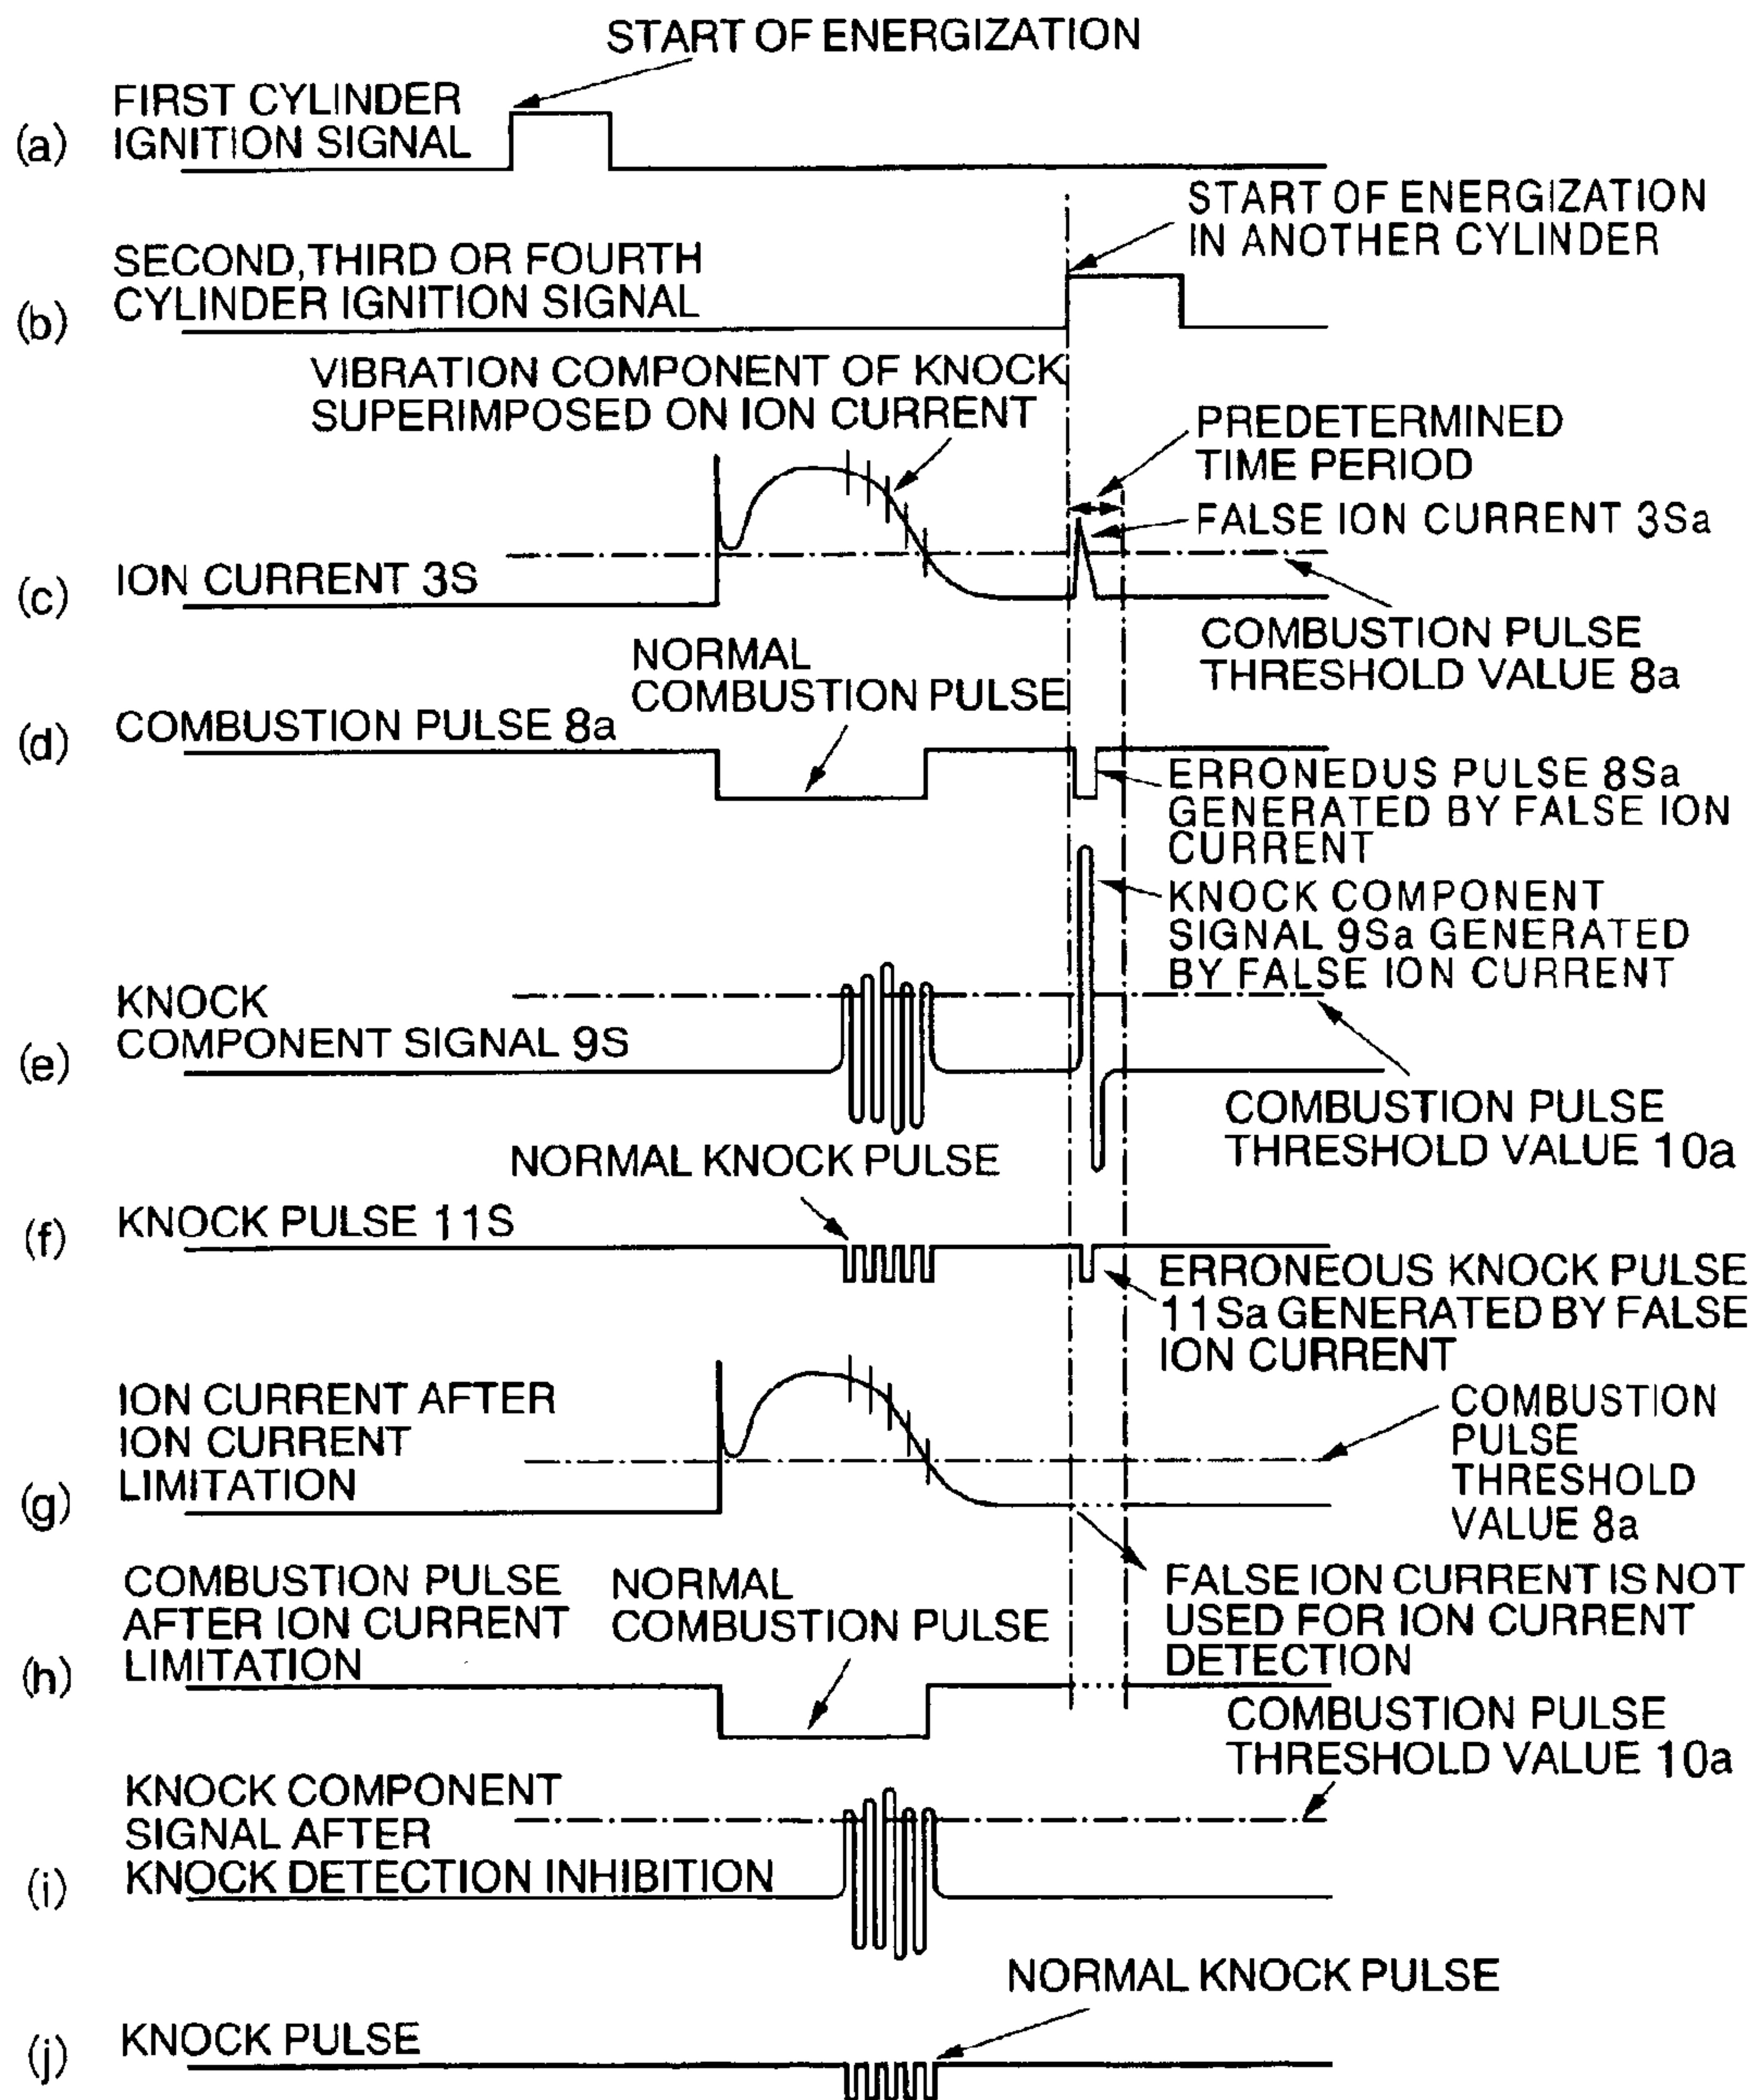 START OF ENERGIZATION
(a)
FIRST CYLINDER
IGNITION SIGNAL
START OF ENERGIZATION
IN ANOTHER CYLINDER
(b)
SECOND, THIRD OR FOURTH
CYLINDER IGNITION SIGNAL
VIBRATION COMPONENT OF KNOCK
SUPERIMPOSED ON ION CURRENT
PREDETERMINED
TIME PERIOD
FALSE ION CURRENT 3Sa
(c)
ION CURRENT 3S
COMBUSTION PULSE
THRESHOLD VALUE 8a
NORMAL
COMBUSTION PULSE
(d)
COMBUSTION PULSE 8a
ERRONEDUS PULSE 8Sa
GENERATED BY FALSE ION
CURRENT
KNOCK COMPONENT
SIGNAL 9Sa GENERATED
BY FALSE ION CURRENT
(e)
KNOCK
COMPONENT SIGNAL 9S
COMBUSTION PULSE
THRESHOLD VALUE 10a
NORMAL KNOCK PULSE
(f)
KNOCK PULSE 11S
ERRONEOUS KNOCK PULSE
11Sa GENERATED BY FALSE
ION CURRENT
(g)
ION CURRENT AFTER
ION CURRENT
LIMITATION
COMBUSTION
PULSE
THRESHOLD
VALUE 8a
FALSE ION CURRENT IS NOT
USED FOR ION CURRENT
DETECTION
(h)
COMBUSTION PULSE
AFTER ION CURRENT
LIMITATION
NORMAL
COMBUSTION PULSE
COMBUSTION PULSE
THRESHOLD VALUE 10a
(i)
KNOCK COMPONENT
SIGNAL AFTER
KNOCK DETECTION INHIBITION
NORMAL KNOCK PULSE
(j)
KNOCK PULSE